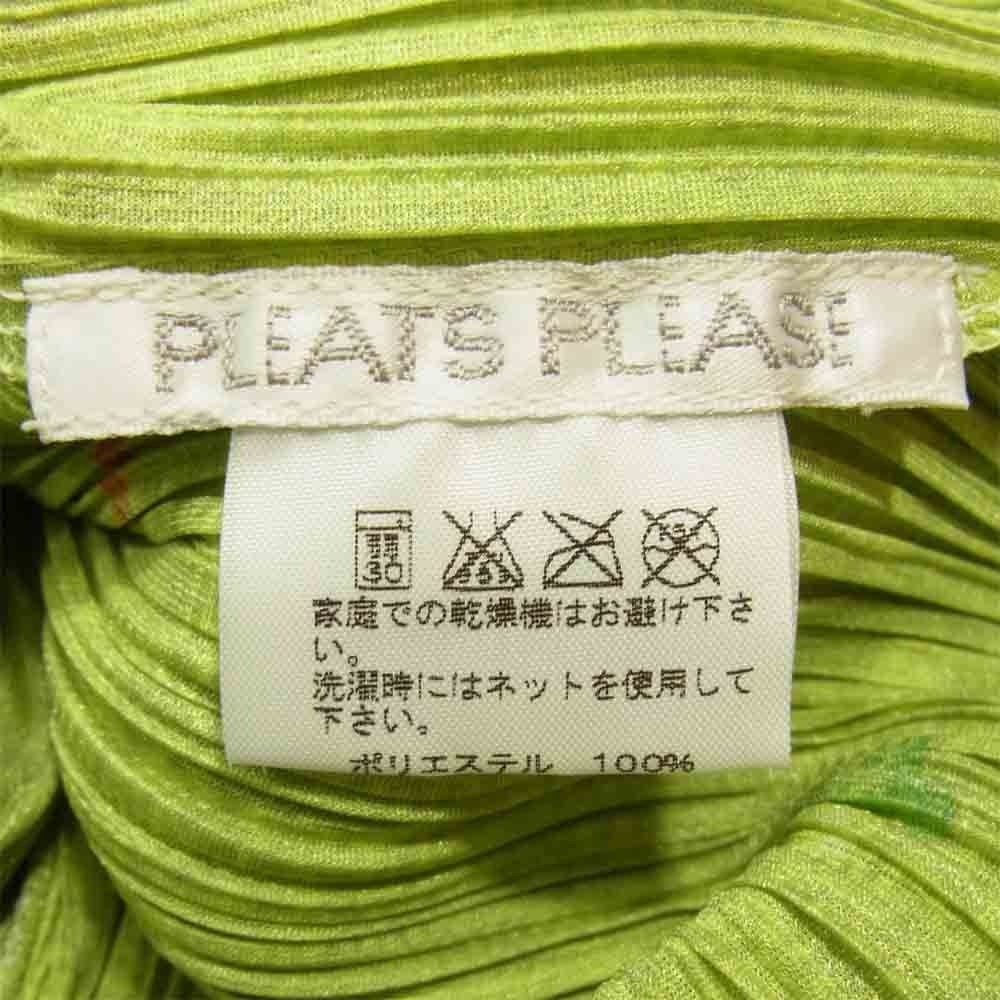 PLEATS PLEASE
30
家庭での乾燥機はお避け下さ
い。
洗濯時にはネットを使用して
下さい。
ポリエステル 100%